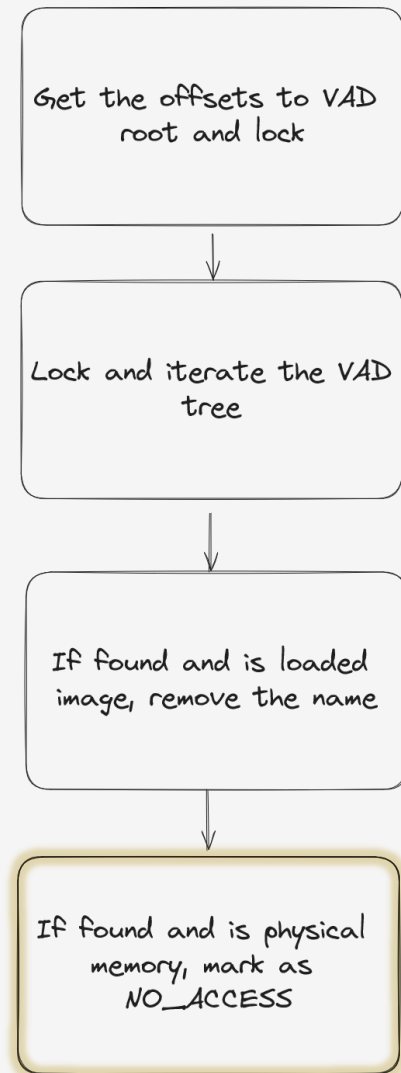 Get the offsets to VAD
root and lock
Lock and iterate the VAD
tree
If found and is loaded
image, remove the name
If found and is physical
memory, mark as
NO_ACCESS